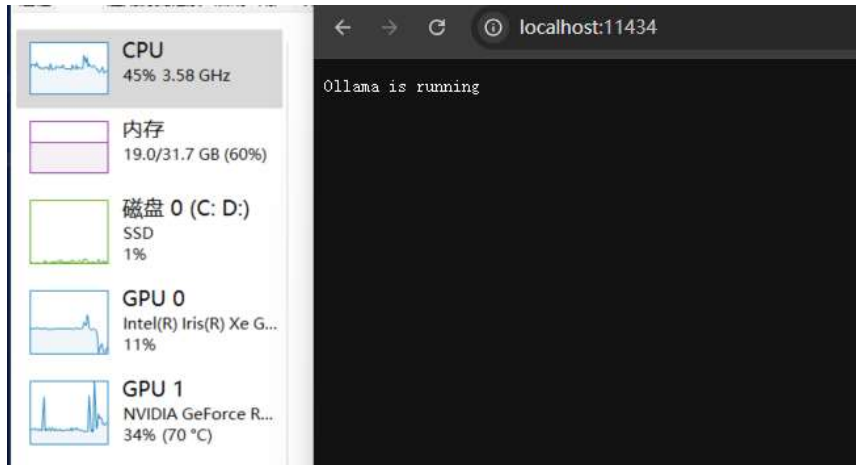 CPU
45% 3.58 GHz
内存
19.0/31.7 GB (60%)
磁盘 0 (C: D:)
SSD
1%
GPU 0
Intel(R) Iris(R) Xe G...
11%
GPU 1
NVIDIA GeForce R...
34% (70 °C)
localhost:11434
Ollama is running